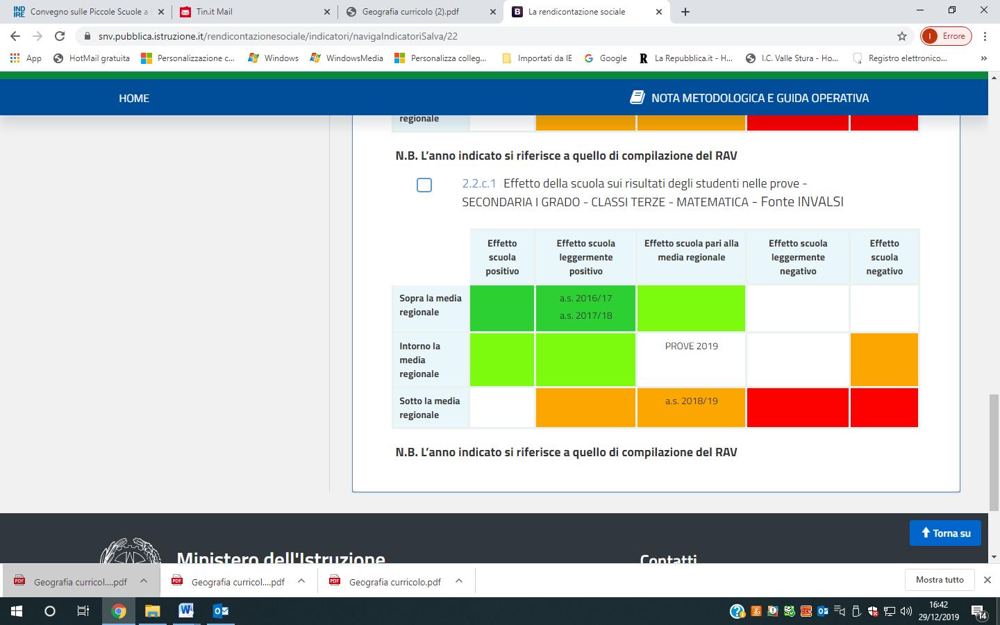 Convegno sulle Piccole Scuole a
Tin.it Mail
Geografia curricolo (2).pdf
La rendicontazione sociale
snv.pubblica.istruzione.it/rendicontazionesociale/indicatori/navigaIndicatoriSalva/22
I Errore
App
HotMail gratuita
Personalizzazione c...
Windows
WindowsMedia
Personalizza colleg...
Importati da IE
Google
La Repubblica.it - H...
I.C. Valle Stura - Ho...
Registro elettronico...
»
HOME
NOTA METODOLOGICA E GUIDA OPERATIVA
regionale
N.B. L'anno indicato si riferisce a quello di compilazione del RAV
2.2.c.1 Effetto della scuola sui risultati degli studenti nelle prove -
SECONDARIA I GRADO - CLASSI TERZE - MATEMATICA - Fonte INVALSI
Effetto
scuola
positivo
Effetto scuola
leggermente
positivo
Effetto scuola pari alla
media regionale
Effetto scuola
leggermente
negativo
Effetto
scuola
negativo
Sopra la media
regionale
a.s. 2016/17
a.s. 2017/18
Intorno la
media
regionale
PROVE 2019
Sotto la media
regionale
a.s. 2018/19
N.B. L'anno indicato si riferisce a quello di compilazione del RAV
Torna su
Ministero dell'Istruzione
Contatti
Geografia curricol....pdf
Geografia curricol....pdf
Geografia curricolo.pdf
Mostra tutto
16:42
29/12/2019
14